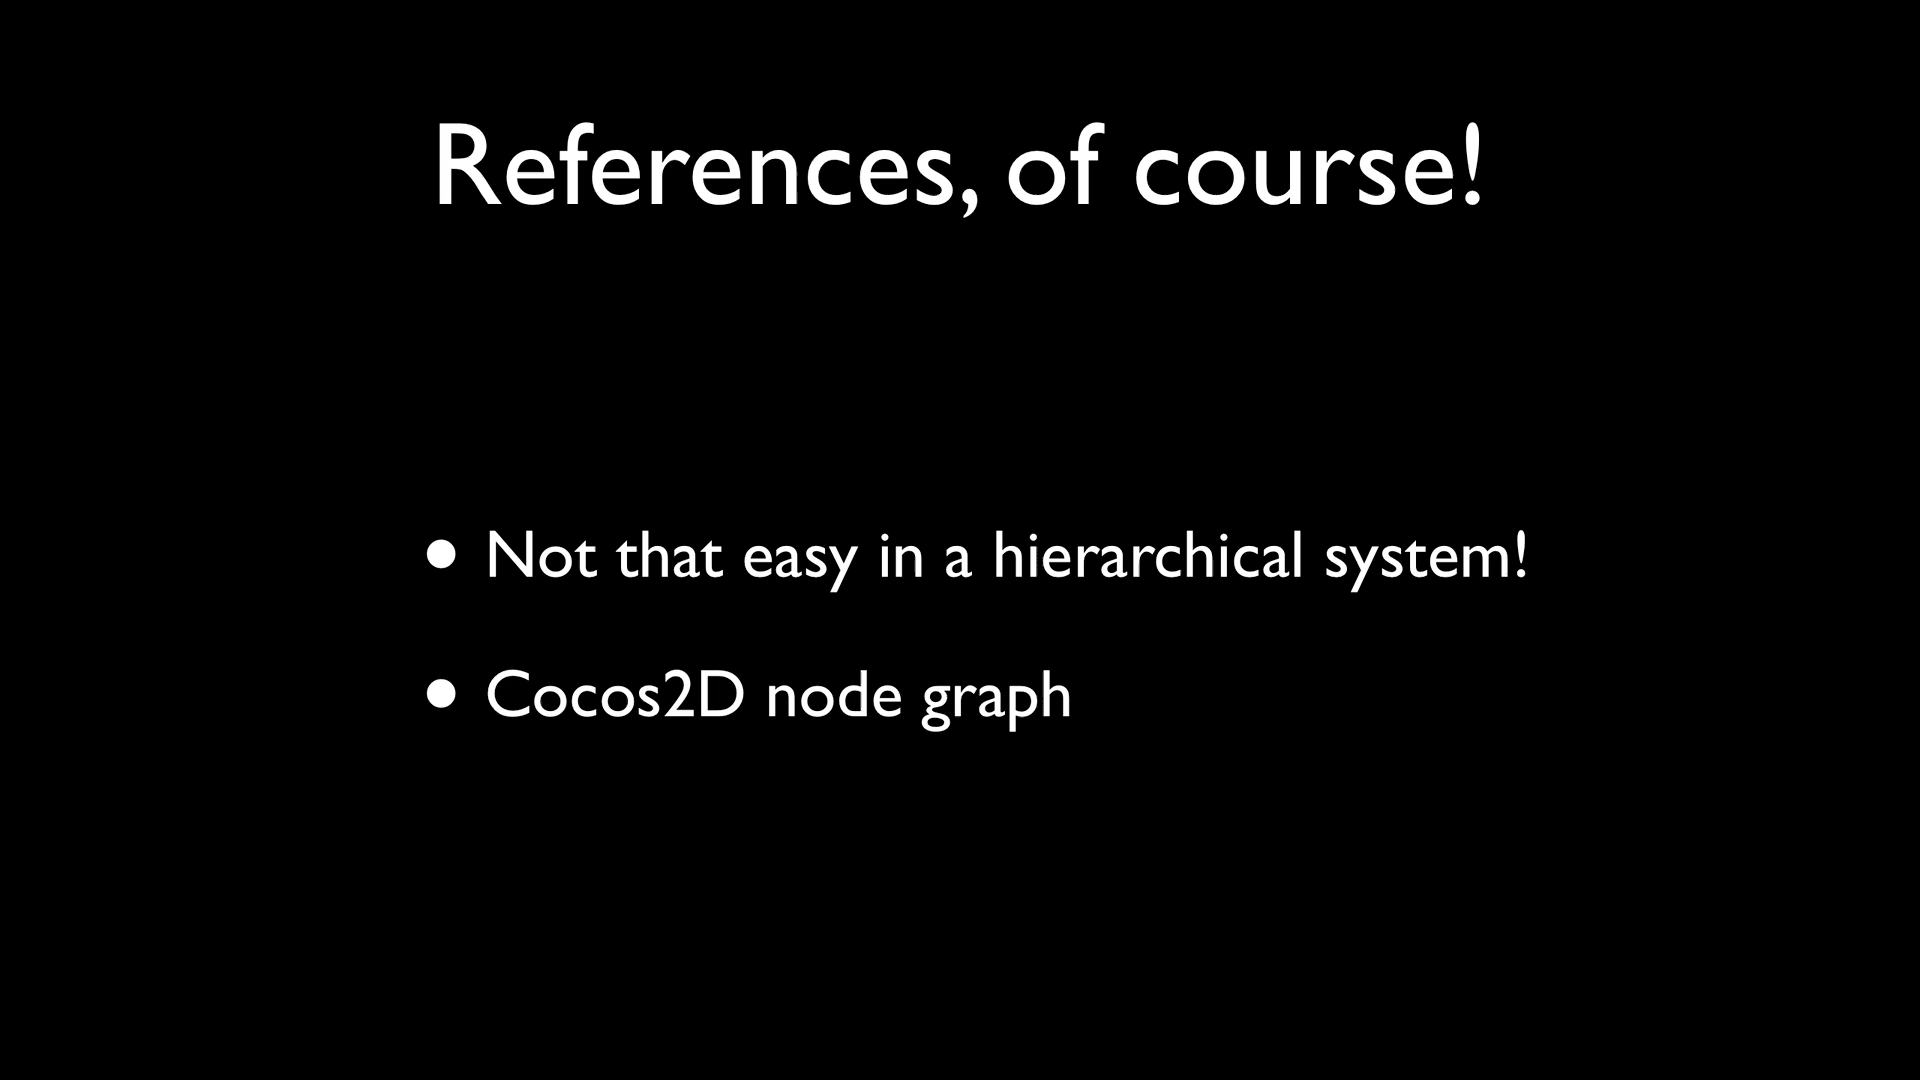 References, of course!
• Not that easy in a hierarchical system!
• Cocos2D node graph